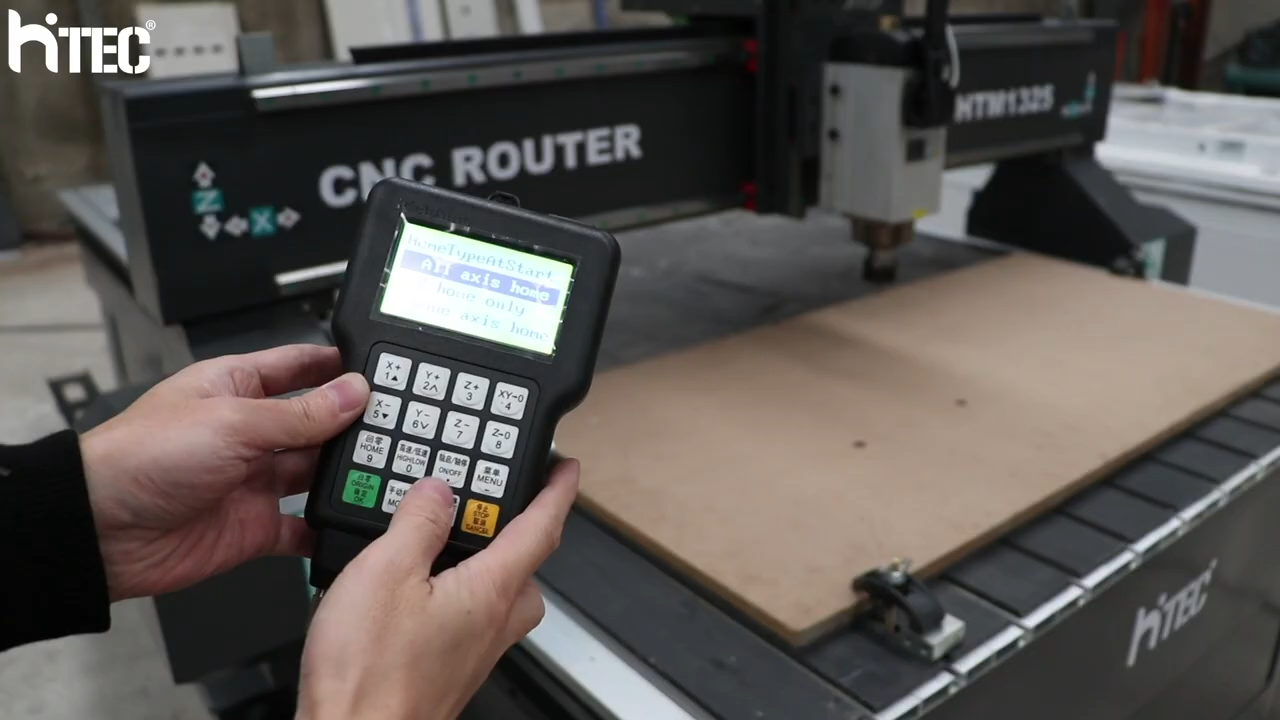 hiTEC®
CNC ROUTER
HTM1325
Z
X
HomeTypeAtStart
All axis home
home only
axis home
X+
1▲
Y+
2∧
Z+
3
XY→0
4
X-
5▼
Y-
6∨
Z-
7
Z→0
8
回零
HOME
9
高速/低速
HIGH/LOW
0
轴启/轴停
ON/OFF
.
菜单
MENU
-
ORIGIN
确定
OK
停止
STOP
取消
CANCEL
hiTEC